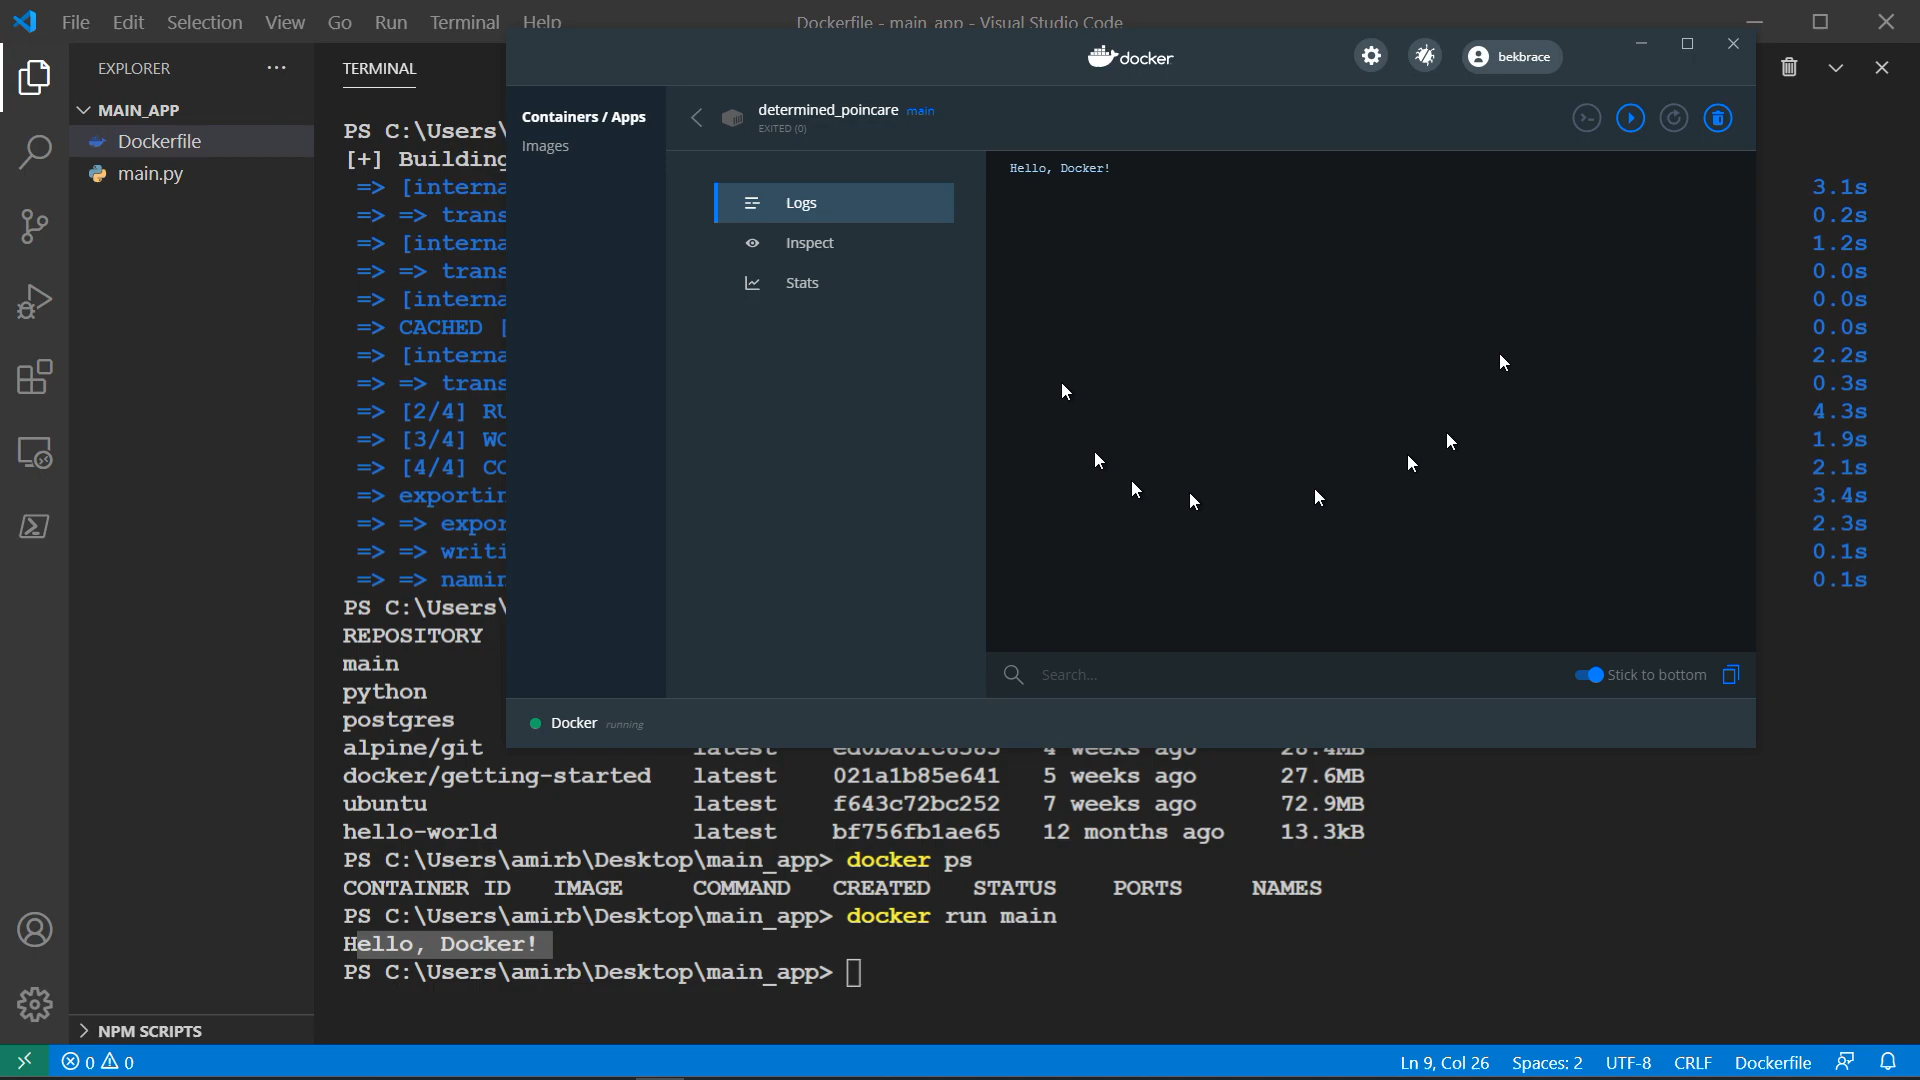 File Edit Selection View Go Run Terminal Help
Dockerfile - main_app - Visual Studio Code
EXPLORER
MAIN_APP
Dockerfile
main.py
NPM SCRIPTS
TERMINAL
docker
bekbrace
Containers / Apps
Images
determined_poincare main
EXITED (0)
Logs
Inspect
Stats
Hello, Docker!
Search...
Stick to bottom
Docker running
PS C:\Users\
[+] Building
=> [interna 3.1s
=> => trans 0.2s
=> [interna 1.2s
=> => trans 0.0s
=> [interna 0.0s
=> CACHED [ 0.0s
=> [interna 2.2s
=> => trans 0.3s
=> [2/4] RU 4.3s
=> [3/4] WO 1.9s
=> [4/4] CO 2.1s
=> exportin 3.4s
=> => expor 2.3s
=> => writi 0.1s
=> => namin 0.1s
PS C:\Users\
REPOSITORY
main
python
postgres
alpine/git latest ed0ba0fc6583 4 weeks ago 28.4MB
docker/getting-started latest 021a1b85e641 5 weeks ago 27.6MB
ubuntu latest f643c72bc252 7 weeks ago 72.9MB
hello-world latest bf756fb1ae65 12 months ago 13.3kB
PS C:\Users\amirb\Desktop\main_app> docker ps
CONTAINER ID IMAGE COMMAND CREATED STATUS PORTS NAMES
PS C:\Users\amirb\Desktop\main_app> docker run main
Hello, Docker!
PS C:\Users\amirb\Desktop\main_app>
0 0
Ln 9, Col 26 Spaces: 2 UTF-8 CRLF Dockerfile